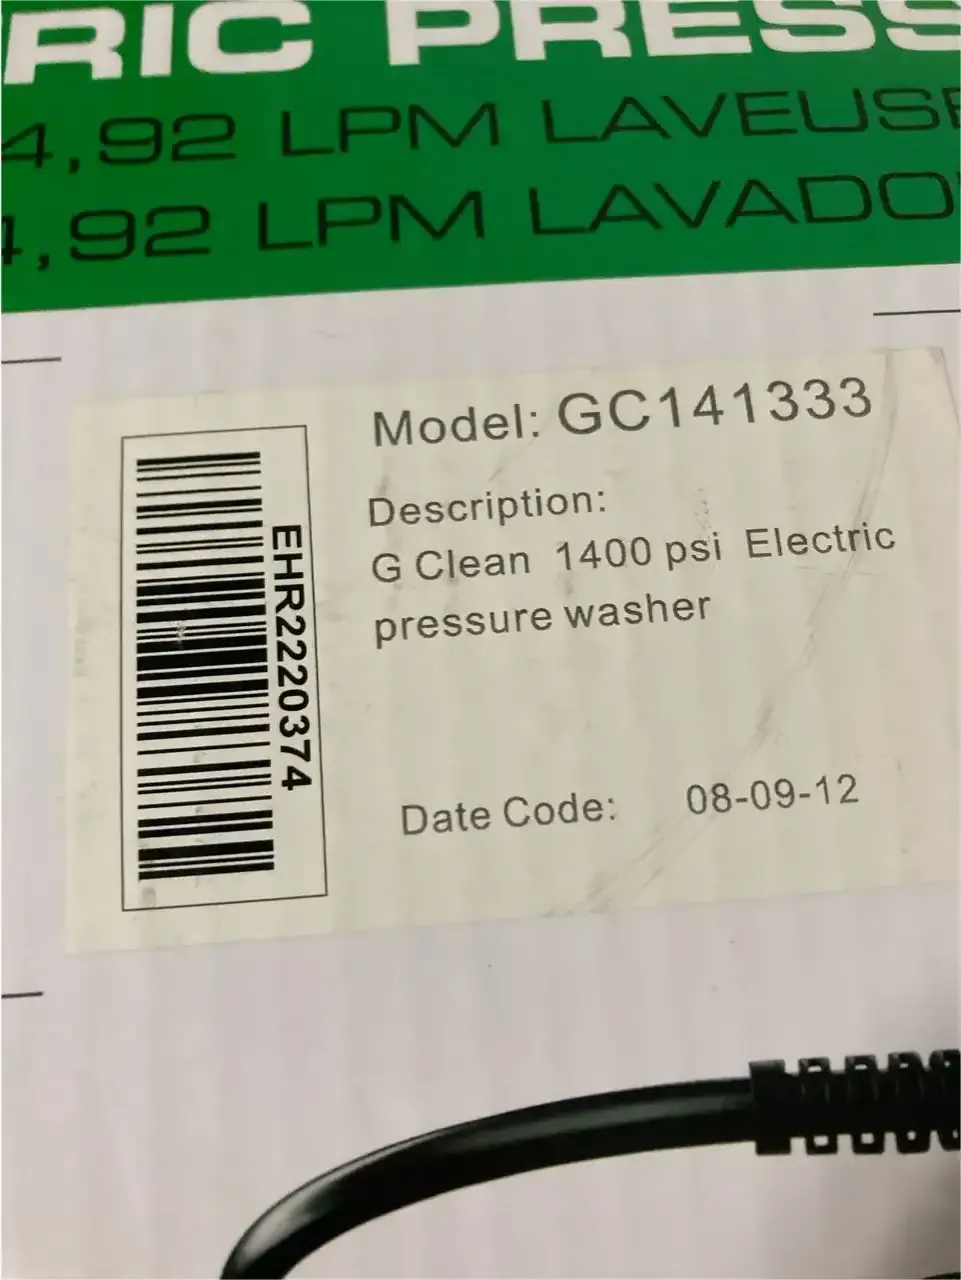 RIC PRESS
4,92 LPM LAVEUSE
4,92 LPM LAVADO
Model: GC141333
Description:
G Clean 1400 psi Electric
pressure washer
Date Code: 08-09-12
EHR2220374